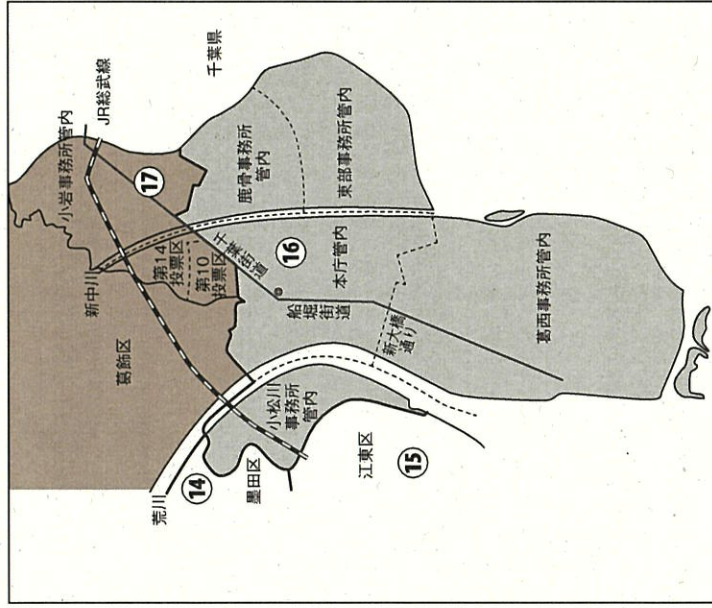 小岩事務所管内
JR総武線
千葉県
新中川
⑰
第14
投票区
第10
投票区
鹿骨事務所
管内
東部事務所管内
葛飾区
千葉街道
⑯
本庁管内
船堀
街道
新大橋
通り
葛西事務所管内
荒川
⑭
墨田区
小松川
事務所
管内
江東区
⑮